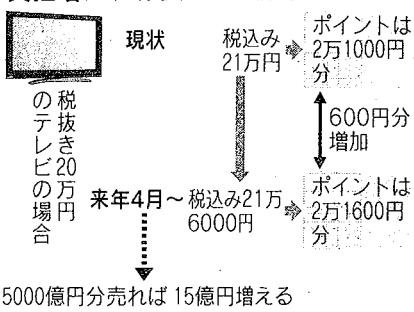 現状
税込み
21万円
ポイントは
2万1000円
分
600円分
増加
税抜き20万円
のテレビの場合
来年4月～
税込み21万
6000円
ポイントは
2万1600円
分
5000億円分売れば15億円増える